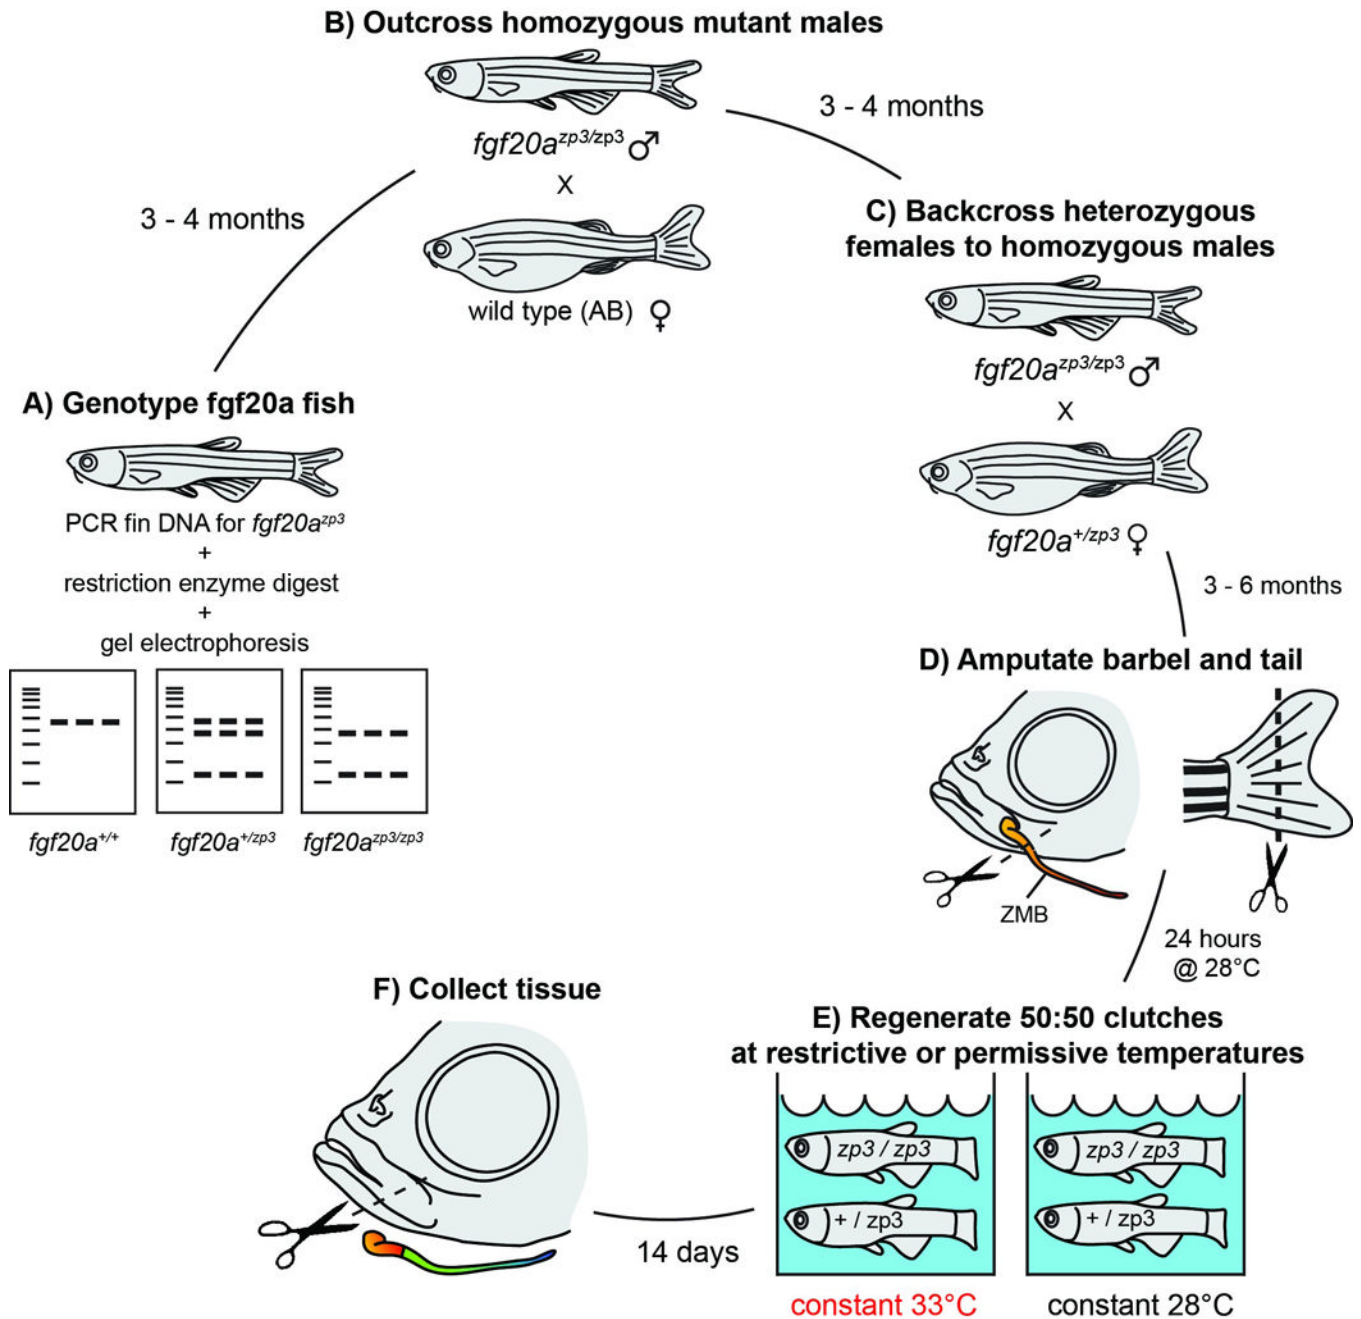 B) Outcross homozygous mutant males
fgf20a^zp3/zp3 ♂
X
wild type (AB) ♀
3 - 4 months
3 - 4 months
A) Genotype fgf20a fish
PCR fin DNA for fgf20a^zp3
+
restriction enzyme digest
+
gel electrophoresis
fgf20a^+/+
fgf20a^+/zp3
fgf20a^zp3/zp3
C) Backcross heterozygous
females to homozygous males
fgf20a^zp3/zp3 ♂
X
fgf20a^+/zp3 ♀
3 - 6 months
D) Amputate barbel and tail
ZMB
24 hours
@ 28°C
E) Regenerate 50:50 clutches
at restrictive or permissive temperatures
zp3 / zp3
+ / zp3
constant 33°C
zp3 / zp3
+ / zp3
constant 28°C
14 days
F) Collect tissue